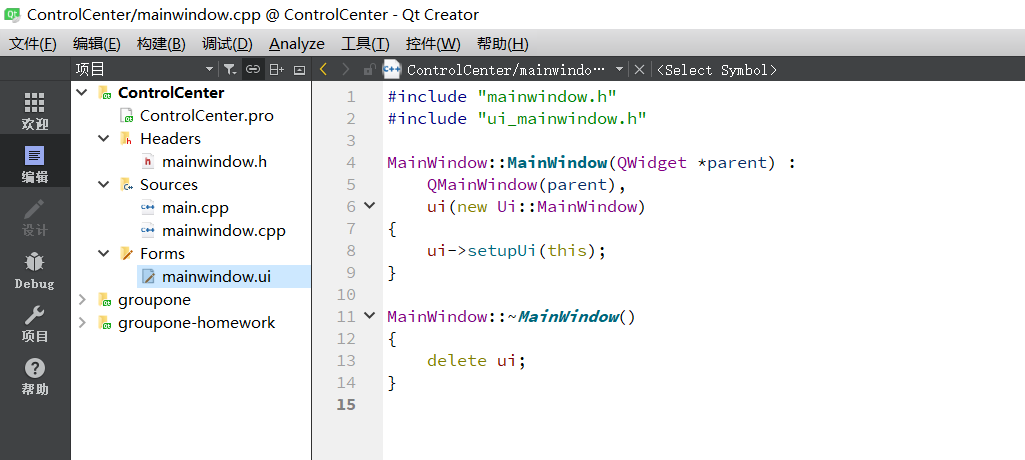 ControlCenter/mainwindow.cpp @ ControlCenter - Qt Creator
文件(F) 编辑(E) 构建(B) 调试(D) Analyze 工具(T) 控件(W) 帮助(H)
项目
ControlCenter/mainwindo··· <Select Symbol>
欢迎
编辑
设计
Debug
项目
帮助
ControlCenter
ControlCenter.pro
Headers
mainwindow.h
Sources
main.cpp
mainwindow.cpp
Forms
mainwindow.ui
groupone
groupone-homework
1 #include "mainwindow.h"
2 #include "ui_mainwindow.h"
3
4 MainWindow::MainWindow(QWidget *parent) :
5 QMainWindow(parent),
6 ui(new Ui::MainWindow)
7 {
8 ui->setupUi(this);
9 }
10
11 MainWindow::~MainWindow()
12 {
13 delete ui;
14 }
15